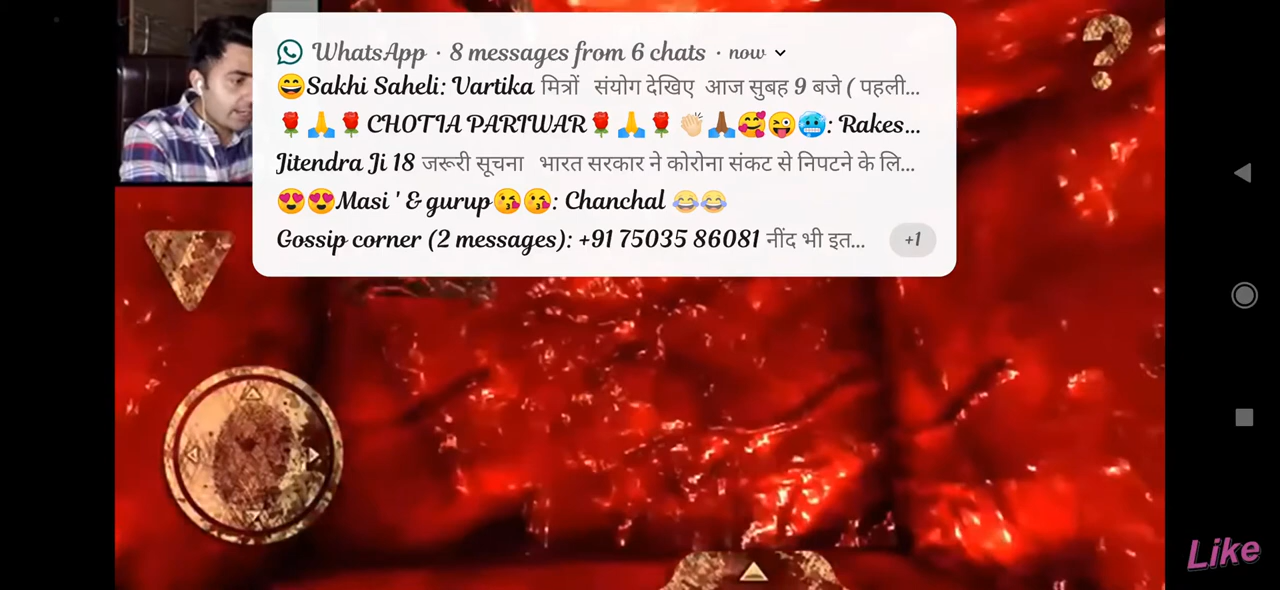 WhatsApp · 8 messages from 6 chats · now
😄Sakhi Saheli: Vartika मित्रों संयोग देखिए आज सुबह 9 बजे ( पहली...
🌹🙏🌹CHOTIA PARIWAR🌹🙏🌹👏🏻🙏🏾🥰😜🥶: Rakes...
Jitendra Ji 18 जरूरी सूचना भारत सरकार ने कोरोना संकट से निपटने के लि...
😍😍Masi ' & gurup😘😘: Chanchal 😂😂
Gossip corner (2 messages): +91 75035 86081 नींद भी इत... +1
?
Like